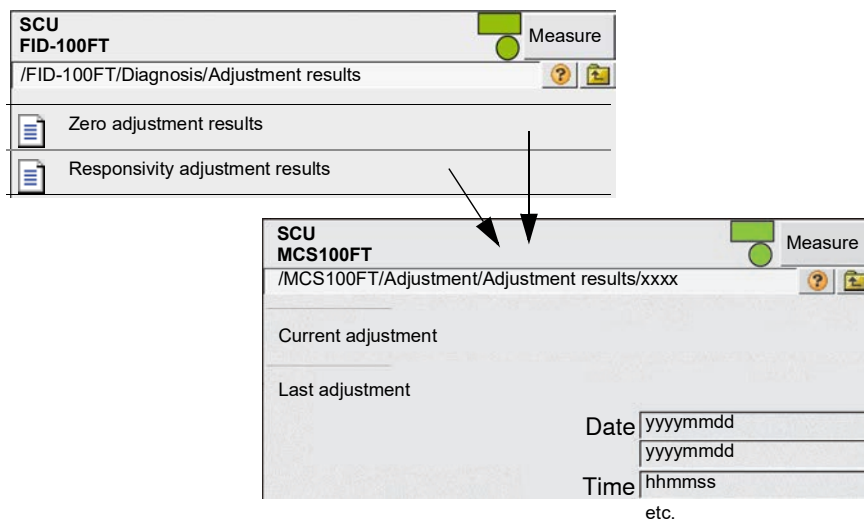 SCU
FID-100FT
Measure
/FID-100FT/Diagnosis/Adjustment results
?
Zero adjustment results
Responsivity adjustment results
SCU
MCS100FT
Measure
/MCS100FT/Adjustment/Adjustment results/xxxx
?
Current adjustment
Last adjustment
Date yyyymmdd
yyyymmdd
Time hhmmss
etc.